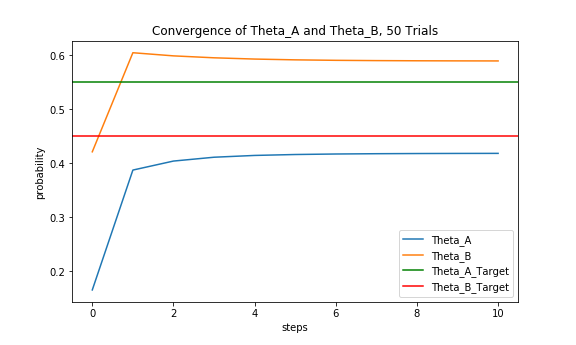 Convergence of Theta_A and Theta_B, 50 Trials
probability
0.6
0.5
0.4
0.3
0.2
0
2
4
6
8
10
steps
Theta_A
Theta_B
Theta_A_Target
Theta_B_Target